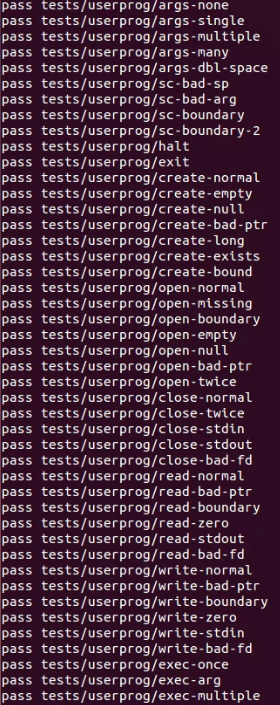 pass tests/userprog/args-none
pass tests/userprog/args-single
pass tests/userprog/args-multiple
pass tests/userprog/args-many
pass tests/userprog/args-dbl-space
pass tests/userprog/sc-bad-sp
pass tests/userprog/sc-bad-arg
pass tests/userprog/sc-boundary
pass tests/userprog/sc-boundary-2
pass tests/userprog/halt
pass tests/userprog/exit
pass tests/userprog/create-normal
pass tests/userprog/create-empty
pass tests/userprog/create-null
pass tests/userprog/create-bad-ptr
pass tests/userprog/create-long
pass tests/userprog/create-exists
pass tests/userprog/create-bound
pass tests/userprog/open-normal
pass tests/userprog/open-missing
pass tests/userprog/open-boundary
pass tests/userprog/open-empty
pass tests/userprog/open-null
pass tests/userprog/open-bad-ptr
pass tests/userprog/open-twice
pass tests/userprog/close-normal
pass tests/userprog/close-twice
pass tests/userprog/close-stdin
pass tests/userprog/close-stdout
pass tests/userprog/close-bad-fd
pass tests/userprog/read-normal
pass tests/userprog/read-bad-ptr
pass tests/userprog/read-boundary
pass tests/userprog/read-zero
pass tests/userprog/read-stdout
pass tests/userprog/read-bad-fd
pass tests/userprog/write-normal
pass tests/userprog/write-bad-ptr
pass tests/userprog/write-boundary
pass tests/userprog/write-zero
pass tests/userprog/write-stdin
pass tests/userprog/write-bad-fd
pass tests/userprog/exec-once
pass tests/userprog/exec-arg
pass tests/userprog/exec-multiple